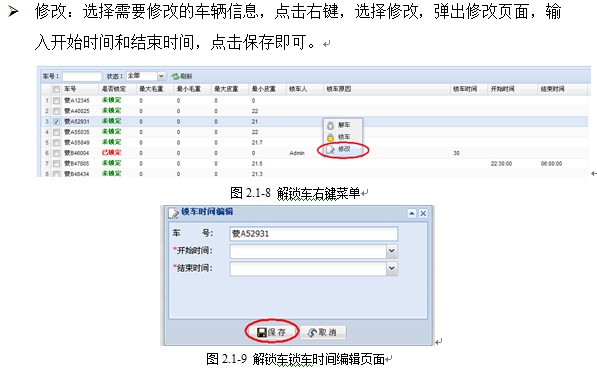 ➢ 修改：选择需要修改的车辆信息，点击右键，选择修改，弹出修改页面，输
入开始时间和结束时间，点击保存即可。
车号： 状态： 全部 刷新
车号 是否锁定 最大毛重 最小毛重 最大皮重 最小皮重 锁车人 锁车原因 锁车时间 开始时间 结束时间
1 蒙A12345 未锁定 0 0 0 0
2 蒙A40025 未锁定 0 0 0 22
3 蒙A52931 未锁定 0 0 0 21
4 蒙A55035 未锁定 0 0 0 22
5 蒙A55849 未锁定 0 0 0 21.7
6 蒙B46004 已锁定 0 0 0 0 Admin 30
7 蒙B47805 未锁定 0 0 0 21.5 22:30:00 06:00:00
8 蒙B48434 未锁定 0 0 0 21.3
解车
锁车
修改
图 2.1-8 解锁车右键菜单
锁车时间编辑
车 号： 蒙A52931
*开始时间：
*结束时间：
保存 取消
图 2.1-9 解锁车锁车时间编辑页面